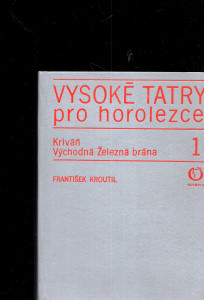 VYSOKÉ TATRY
pro horolezce
Kriváň 1
Východná Železná brána
FRANTIŠEK KROUTIL